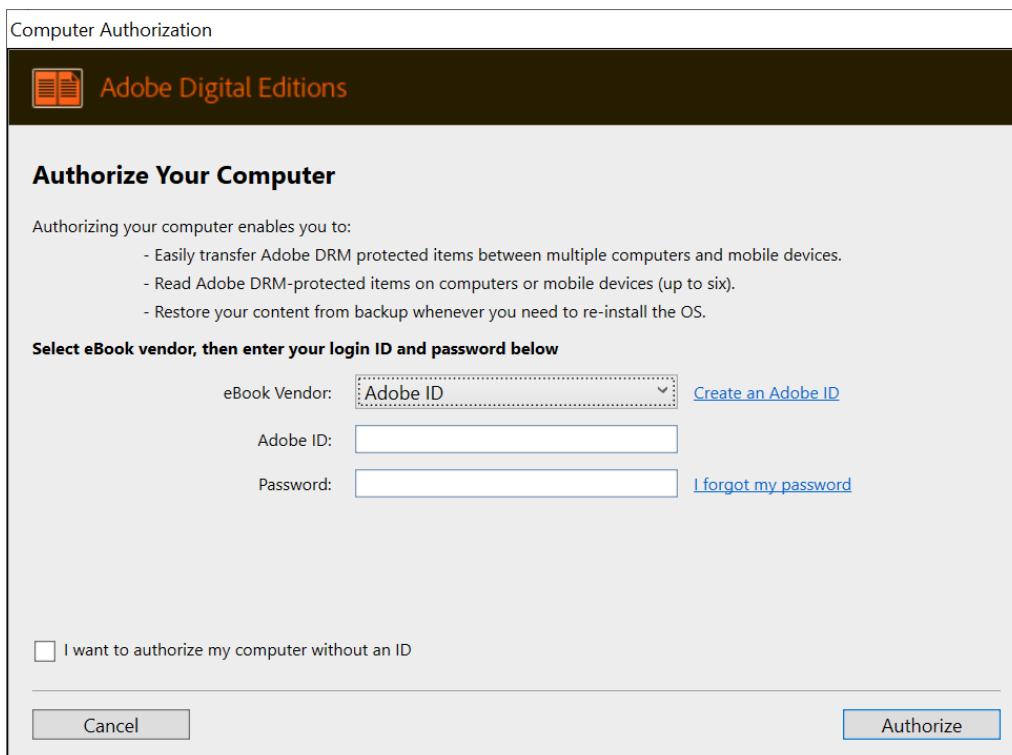 Computer Authorization
Adobe Digital Editions
Authorize Your Computer
Authorizing your computer enables you to:
- Easily transfer Adobe DRM protected items between multiple computers and mobile devices.
- Read Adobe DRM-protected items on computers or mobile devices (up to six).
- Restore your content from backup whenever you need to re-install the OS.
Select eBook vendor, then enter your login ID and password below
eBook Vendor: Adobe ID Create an Adobe ID
Adobe ID:
Password: I forgot my password
I want to authorize my computer without an ID
Cancel Authorize